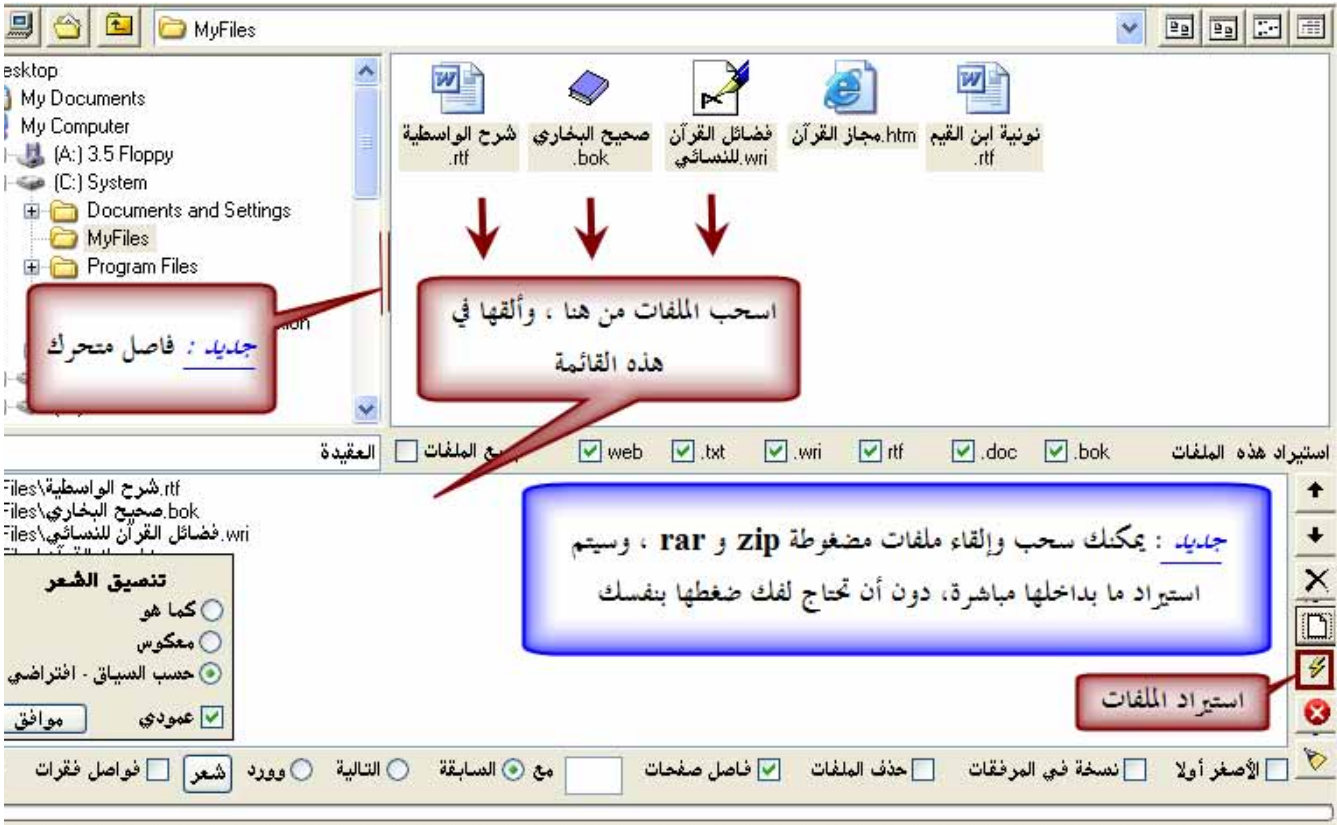 MyFiles
esktop
My Documents
My Computer
(A:) 3.5 Floppy
(C:) System
Documents and Settings
MyFiles
Program Files
شرح الواسطية
.rtf
صحيح البخاري
.bok
فضائل القرآن
للنسائي.wri
مجاز القرآن.htm
نونية ابن القيم
.rtf
جديد : فاصل متحرك
اسحب الملفات من هنا ، وألقها في
هذه القائمة
استيراد هذه الملفات .bok .doc rtf .wri .txt web الملفات
العقيدة
شرح الواسطية.rtf
صحيح البخاري.bok
فضائل القرآن للنسائي.wri
جديد : يمكنك سحب وإلقاء ملفات مضغوطة zip و rar ، وسيتم
استيراد ما بداخلها مباشرة، دون أن تحتاج لفك ضغطها بنفسك
تنصيق الشعر
كما هو
معكوس
حسب السياق - افتراضي
عمودي
موافق
استيراد الملفات
الأصغر أولا نسخة في المرفقات حذف الملفات فاصل صفحات مع السابقة التالية وورد شعر فواصل فقرات